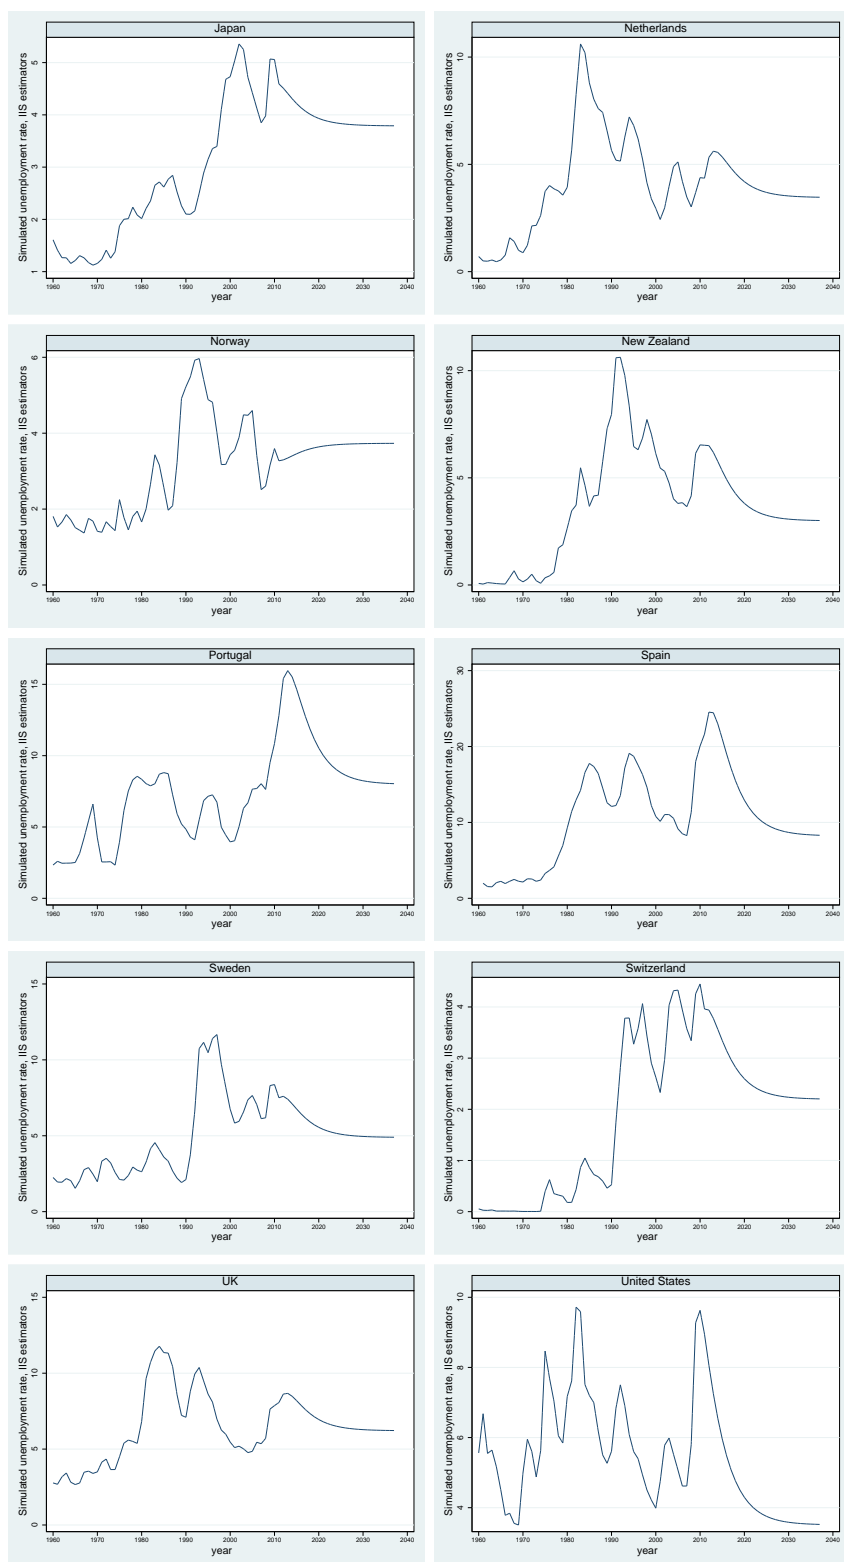 Japan
Simulated unemployment rate, IIS estimators
5
4
3
2
1
1960 1970 1980 1990 2000 2010 2020 2030 2040
year
Netherlands
Simulated unemployment rate, IIS estimators
10
5
0
1960 1970 1980 1990 2000 2010 2020 2030 2040
year
Norway
Simulated unemployment rate, IIS estimators
6
4
2
0
1960 1970 1980 1990 2000 2010 2020 2030 2040
year
New Zealand
Simulated unemployment rate, IIS estimators
10
5
0
1960 1970 1980 1990 2000 2010 2020 2030 2040
year
Portugal
Simulated unemployment rate, IIS estimators
15
10
5
0
1960 1970 1980 1990 2000 2010 2020 2030 2040
year
Spain
Simulated unemployment rate, IIS estimators
30
20
10
0
1960 1970 1980 1990 2000 2010 2020 2030 2040
year
Sweden
Simulated unemployment rate, IIS estimators
15
10
5
0
1960 1970 1980 1990 2000 2010 2020 2030 2040
year
Switzerland
Simulated unemployment rate, IIS estimators
4
3
2
1
0
1960 1970 1980 1990 2000 2010 2020 2030 2040
year
UK
Simulated unemployment rate, IIS estimators
15
10
5
0
1960 1970 1980 1990 2000 2010 2020 2030 2040
year
United States
Simulated unemployment rate, IIS estimators
10
8
6
4
1960 1970 1980 1990 2000 2010 2020 2030 2040
year